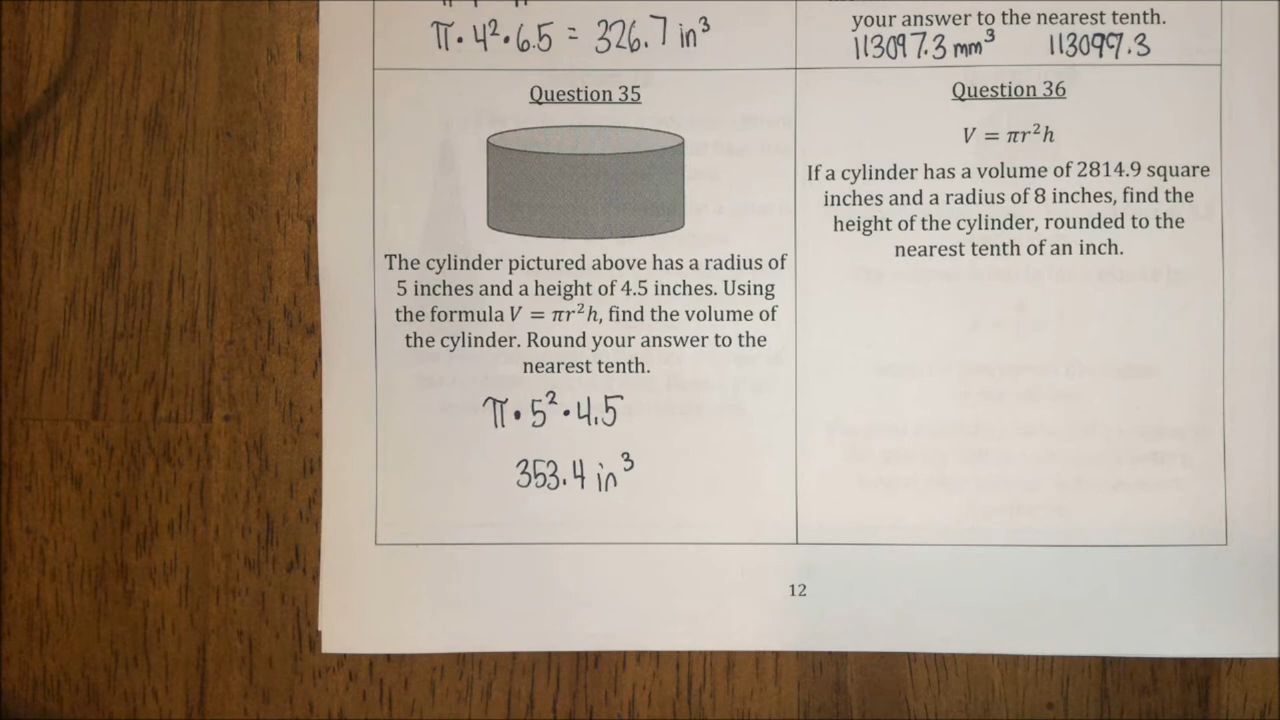 π·4²·6.5 = 326.7 in³
your answer to the nearest tenth.
113097.3 mm³ 113097.3
Question 35
The cylinder pictured above has a radius of
5 inches and a height of 4.5 inches. Using
the formula V = πr²h, find the volume of
the cylinder. Round your answer to the
nearest tenth.
π·5²·4.5
353.4 in³
Question 36
V = πr²h
If a cylinder has a volume of 2814.9 square
inches and a radius of 8 inches, find the
height of the cylinder, rounded to the
nearest tenth of an inch.
12